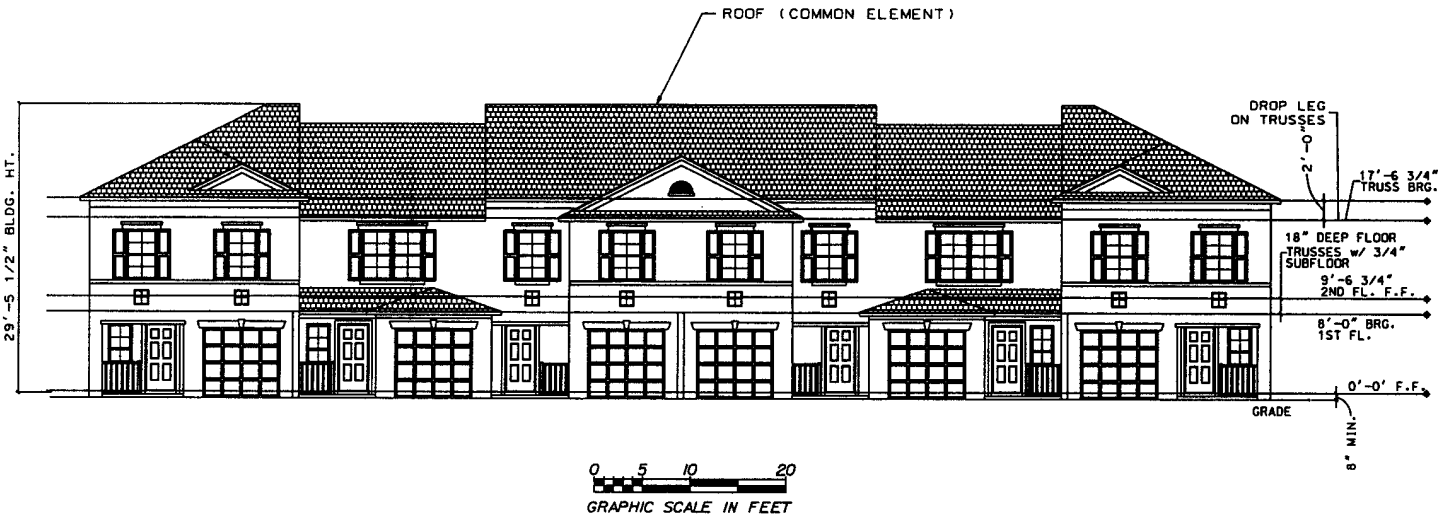 ROOF (COMMON ELEMENT)
29'-5 1/2" BLDG. HT.
DROP LEG
ON TRUSSES
2'-0"
17'-6 3/4"
TRUSS BRG.
18" DEEP FLOOR
TRUSSES w/ 3/4"
SUBFLOOR
9'-6 3/4"
2ND FL. F.F.
8'-0" BRG.
1ST FL.
0'-0' F.F.
GRADE
8" MIN.
0 5 10 20
GRAPHIC SCALE IN FEET